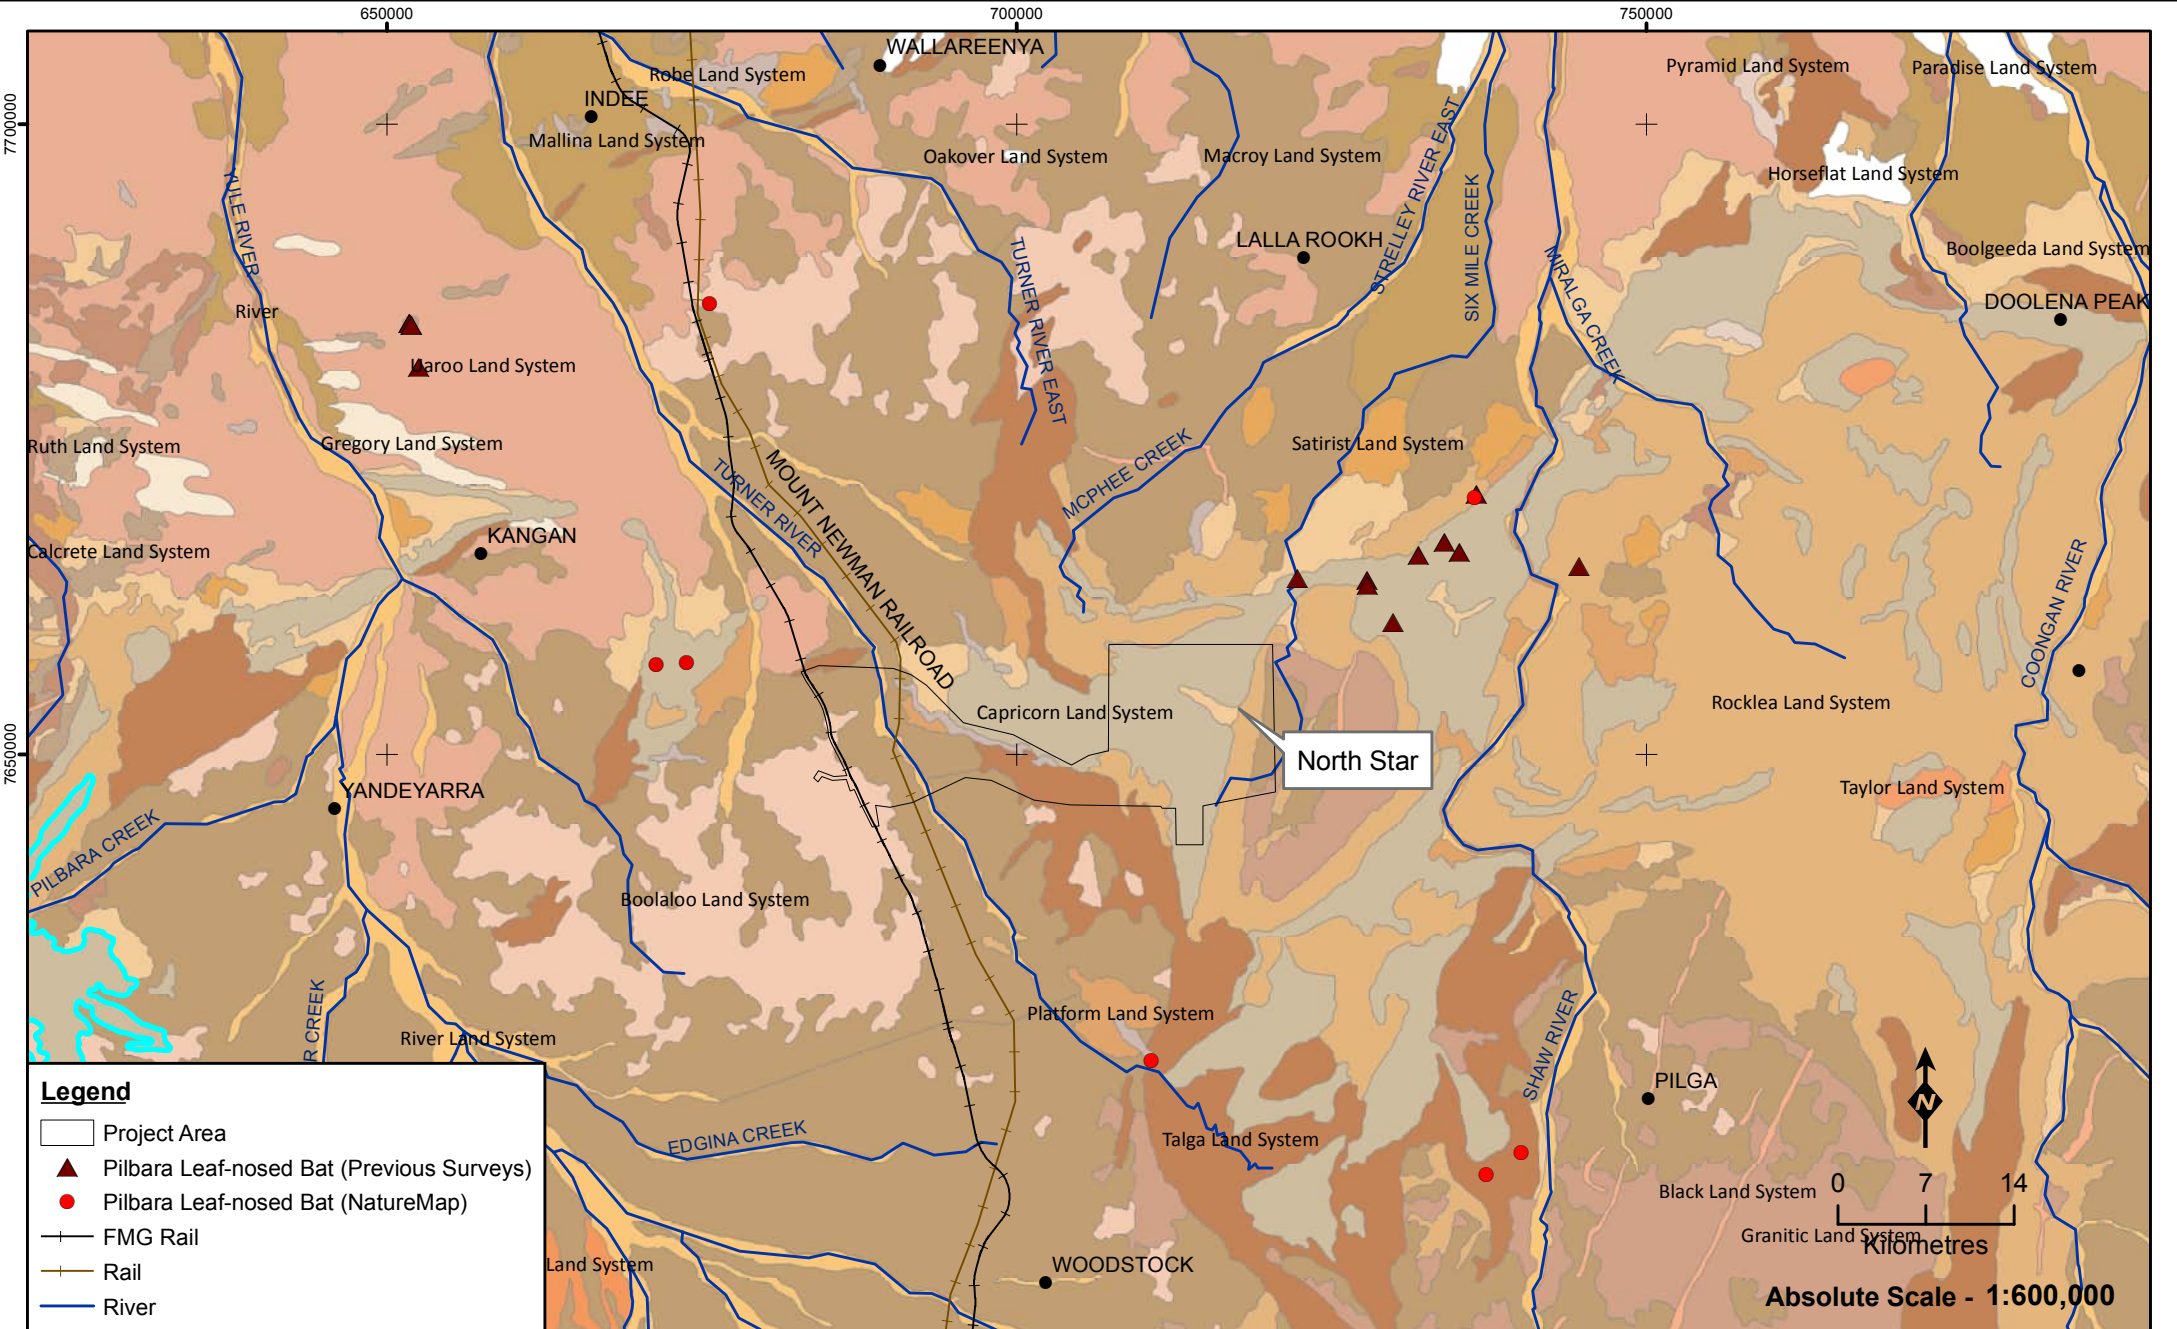 650000
700000
750000
WALLAREENYA
Robe Land System
Pyramid Land System
Paradise Land System
INDEE
7700000
Mallina Land System
Oakover Land System
Macroy Land System
STRELLEY RIVER EAST
Horseflat Land System
YULE RIVER
SIX MILE CREEK
LALLA ROOKH
TURNER RIVER EAST
MIRALGA CREEK
Boolgeeda Land System
River
DOOLENA PEAK
Uaroo Land System
Ruth Land System
Gregory Land System
Satirist Land System
MCPHEE CREEK
TURNER RIVER
MOUNT NEWMAN RAILROAD
KANGAN
Calcrete Land System
COONGAN RIVER
Capricorn Land System
Rocklea Land System
7650000
North Star
YANDEYARRA
Taylor Land System
PILBARA CREEK
Boolaloo Land System
R CREEK
River Land System
Platform Land System
SHAW RIVER
PILGA
N
EDGINA CREEK
Talga Land System
Black Land System
0 7 14
Granitic Land System
Kilometres
Land System
WOODSTOCK
Absolute Scale - 1:600,000
Legend
Project Area
Pilbara Leaf-nosed Bat (Previous Surveys)
Pilbara Leaf-nosed Bat (NatureMap)
FMG Rail
Rail
River